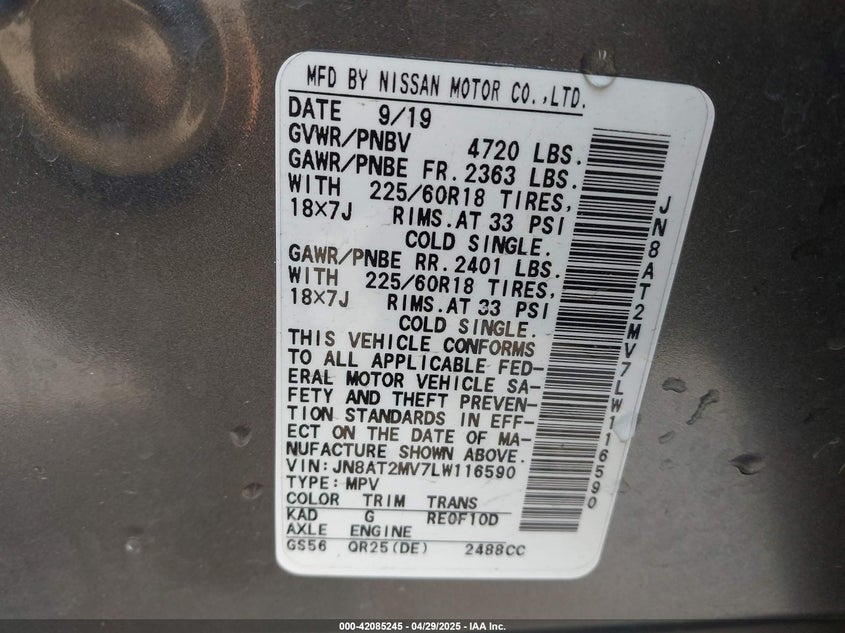 MFD BY NISSAN MOTOR CO.,LTD.
DATE 9/19
GVWR/PNBV 4720 LBS.
GAWR/PNBE FR. 2363 LBS.
WITH 225/60R18 TIRES,
18×7J RIMS.AT 33 PSI
COLD SINGLE.
GAWR/PNBE RR. 2401 LBS.
WITH 225/60R18 TIRES,
18×7J RIMS.AT 33 PSI
COLD SINGLE.
THIS VEHICLE CONFORMS
TO ALL APPLICABLE FED-
ERAL MOTOR VEHICLE SA-
FETY AND THEFT PREVEN-
TION STANDARDS IN EFF-
ECT ON THE DATE OF MA-
NUFACTURE SHOWN ABOVE.
VIN: JN8AT2MV7LW116590
TYPE: MPV
COLOR TRIM TRANS
KAD G RE0F10D
AXLE ENGINE
GS56 QR25(DE) 2488CC
JN8AT2MV7LW116590
000-42085245 - 04/29/2025 - IAA Inc.